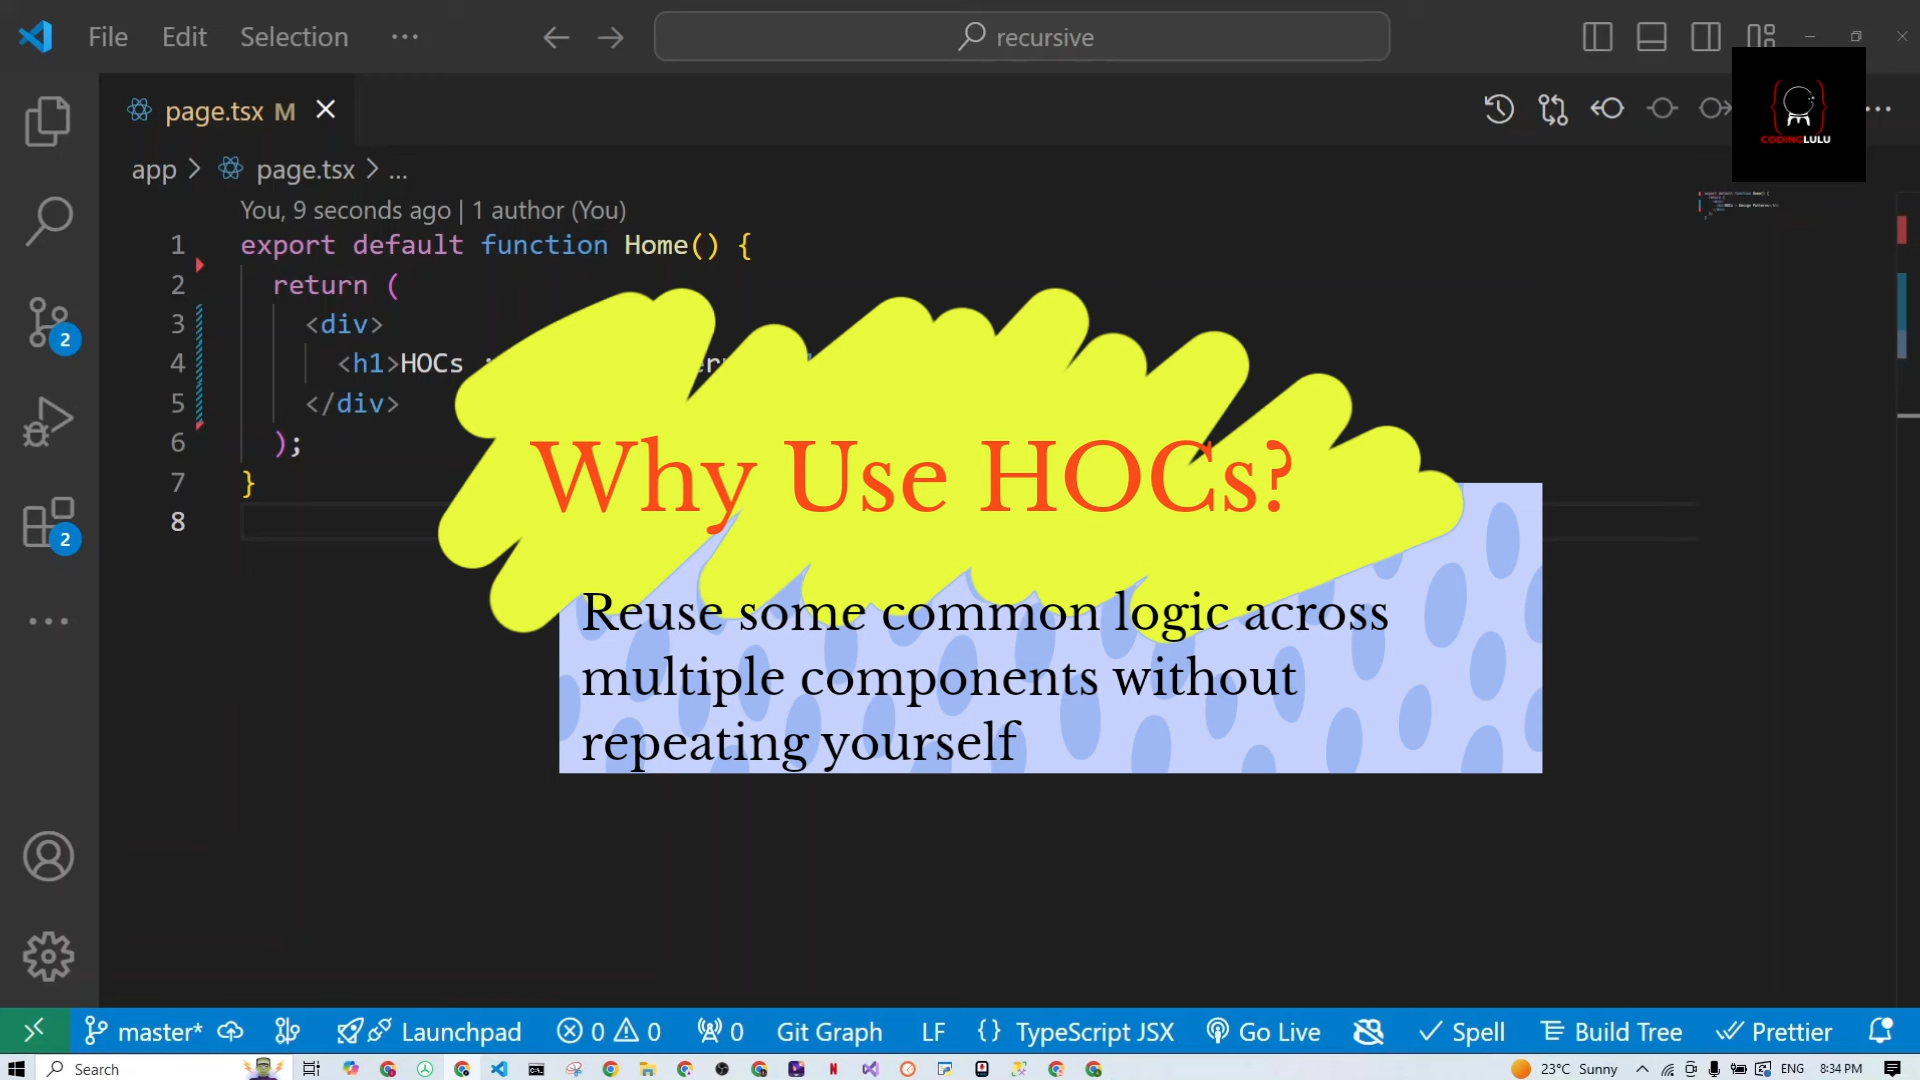 File Edit Selection ··· recursive
page.tsx M
CODINGLULU
app > page.tsx > ...
You, 9 seconds ago | 1 author (You)
1 export default function Home() {
2 return (
3 <div>
4 <h1>HOCs
5 </div>
6 );
7 }
8
Why Use HOCs?
Reuse some common logic across
multiple components without
repeating yourself
2
2
master* Launchpad 0 0 0 Git Graph LF {} TypeScript JSX Go Live Spell Build Tree Prettier
Search 23°C Sunny ENG 8:34 PM